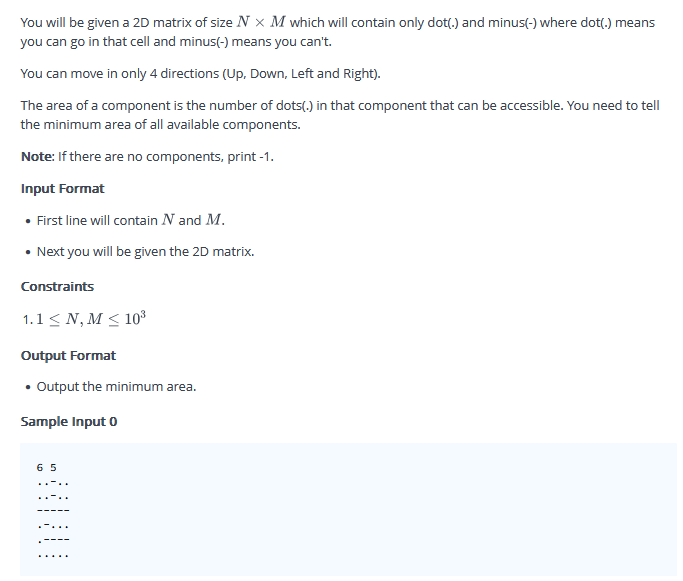 You will be given a 2D matrix of size N × M which will contain only dot(.) and minus(-) where dot(.) means
you can go in that cell and minus(-) means you can't.
You can move in only 4 directions (Up, Down, Left and Right).
The area of a component is the number of dots(.) in that component that can be accessible. You need to tell
the minimum area of all available components.
Note: If there are no components, print -1.
Input Format
• First line will contain N and M.
• Next you will be given the 2D matrix.
Constraints
1. 1 ≤ N, M ≤ 10³
Output Format
• Output the minimum area.
Sample Input 0
6 5
..-..
..-..
-----
.-...
.----
.....